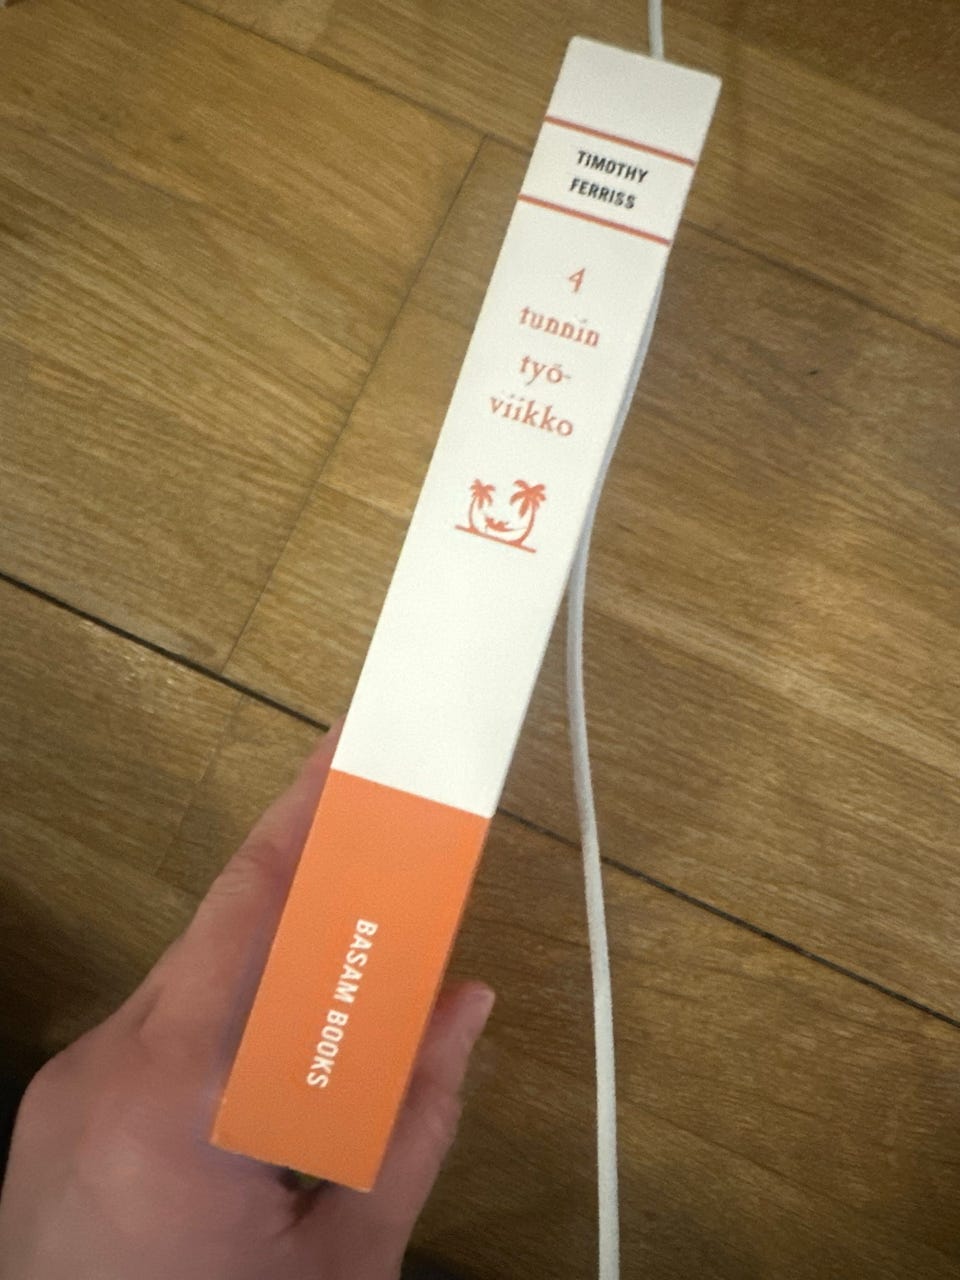 TIMOTHY
FERRISS
4
tunnin
työ-
viikko
BASAM BOOKS